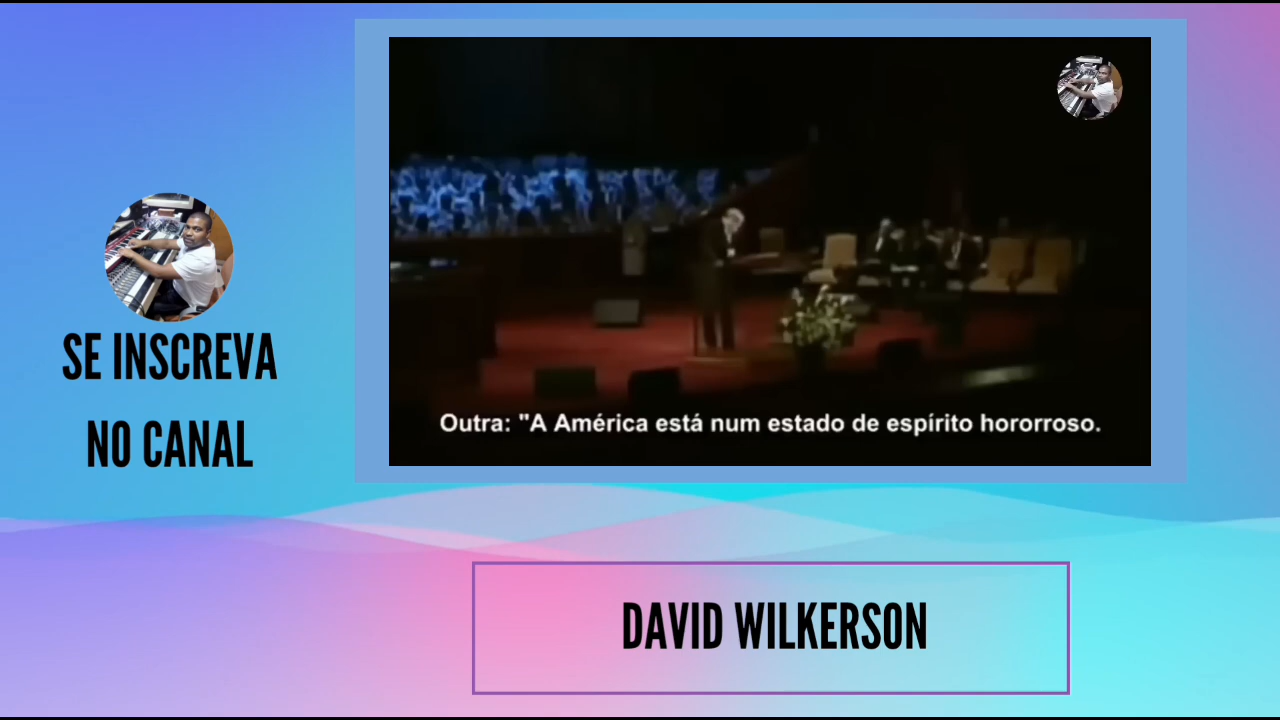 SE INSCREVA
NO CANAL
Outra: "A América está num estado de espírito hororroso.
DAVID WILKERSON